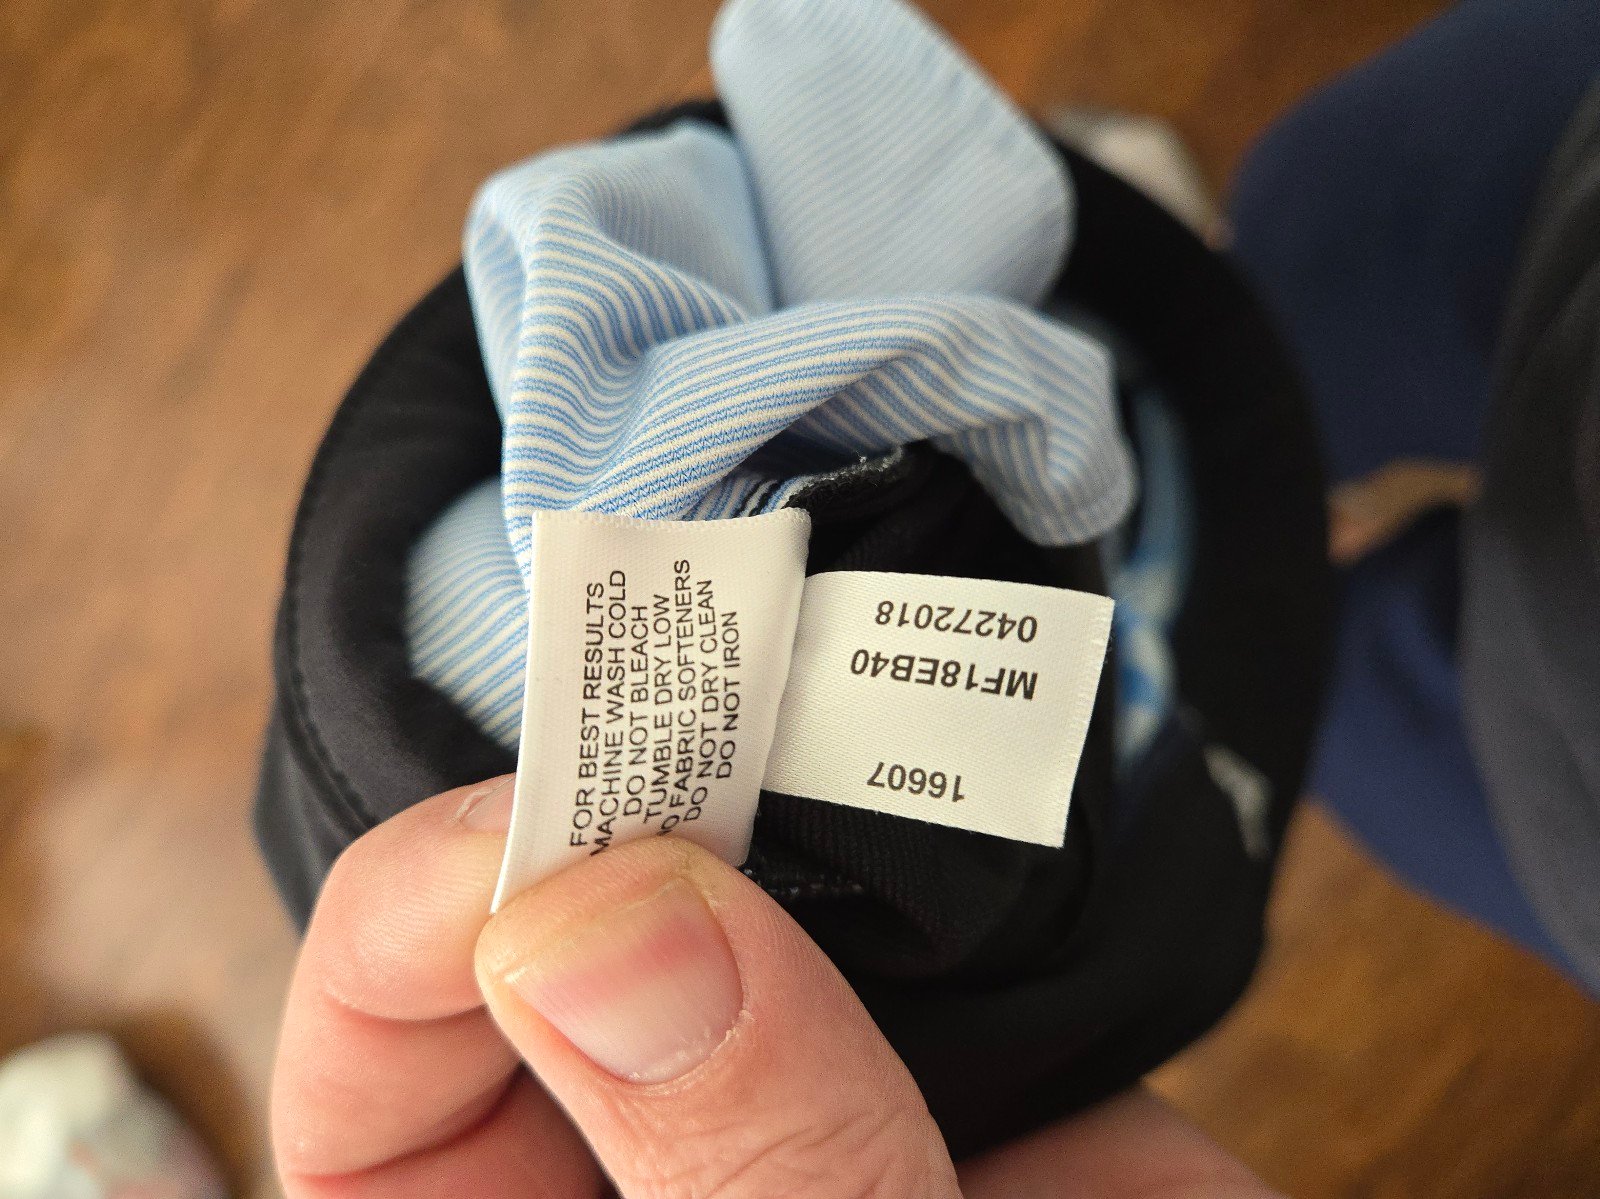 FOR BEST RESULTS
MACHINE WASH COLD
DO NOT BLEACH
TUMBLE DRY LOW
FABRIC SOFTENERS
DO NOT DRY CLEAN
DO NOT IRON
16607
MF18EB40
04272018